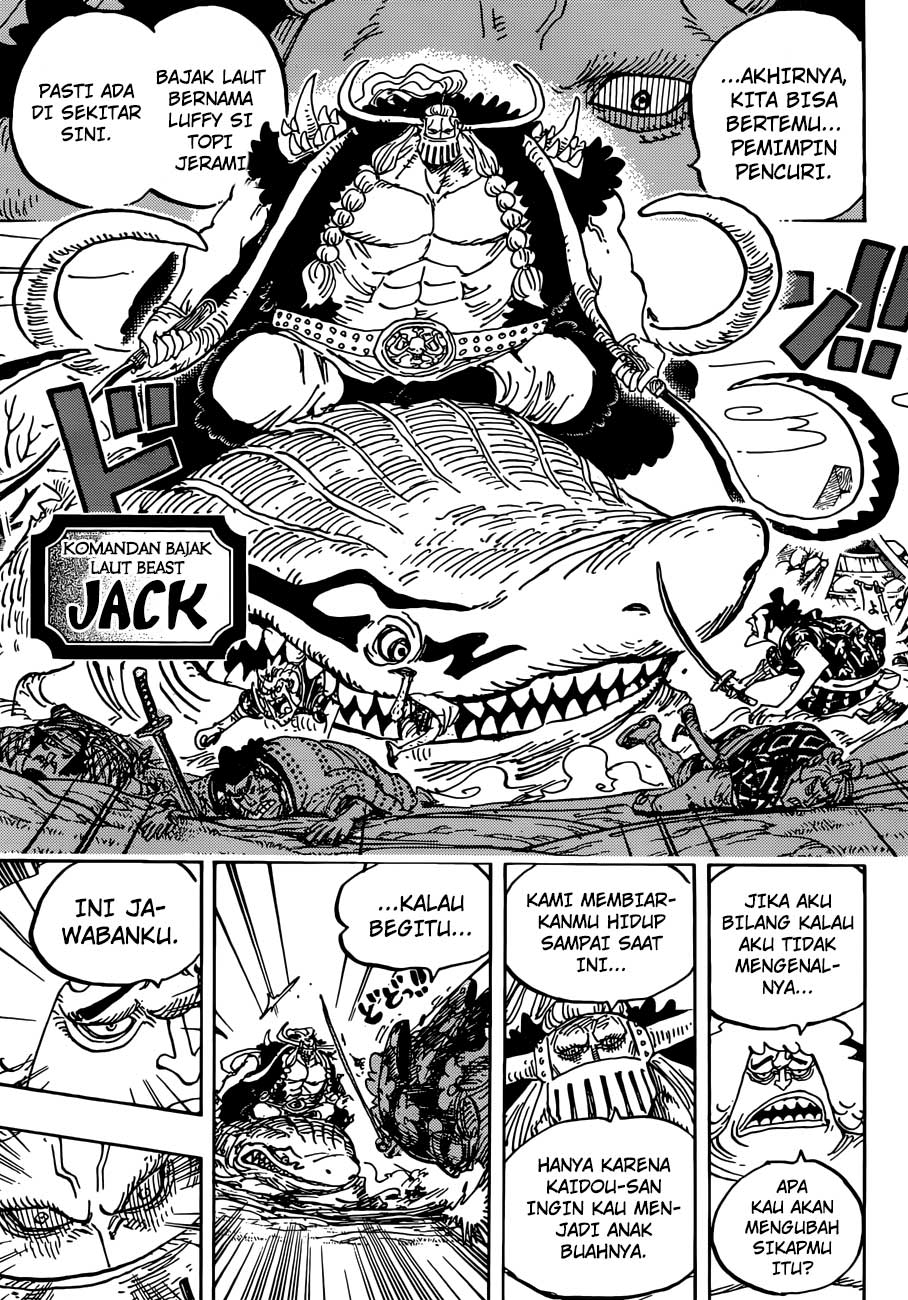 ...AKHIRNYA,
KITA BISA
BERTEMU...
PEMIMPIN
PENCURI.
BAJAK LAUT
BERNAMA
LUFFY SI
TOPI
JERAMI
PASTI ADA
DI SEKITAR
SINI.
!!
ド
KOMANDAN BAJAK
LAUT BEAST
JACK
JIKA AKU
BILANG KALAU
AKU TIDAK
MENGENAL-
NYA...
APA
KAU AKAN
MENGUBAH
SIKAPMU
ITU?
KAMI MEMBIAR-
KANMU HIDUP
SAMPAI SAAT
INI...
HANYA KARENA
KAIDOU-SAN
INGIN KAU MEN-
JADI ANAK
BUAHNYA.
...KALAU
BEGITU...
どどっ!!
INI JA-
WABANKU.